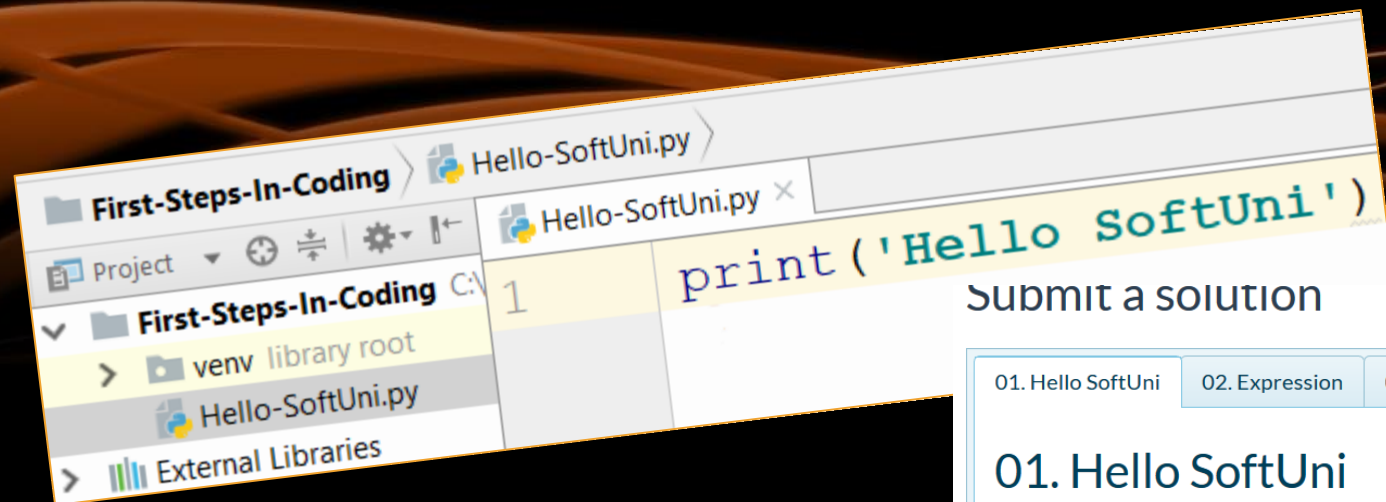 First-Steps-In-Coding
Hello-SoftUni.py
Project
Hello-SoftUni.py
First-Steps-In-Coding C:\
venv library root
Hello-SoftUni.py
External Libraries
1 print('Hello SoftUni')
Submit a solution
01. Hello SoftUni
02. Expression
01. Hello SoftUni